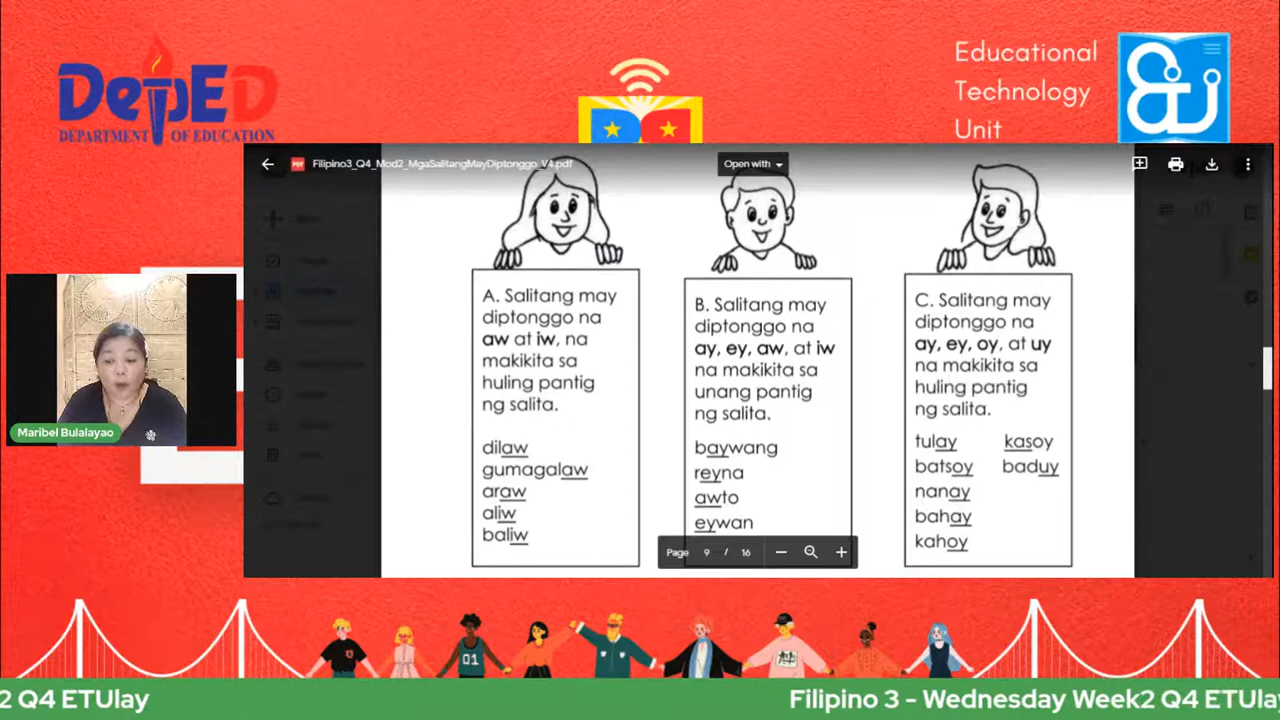 DepED
DEPARTMENT OF EDUCATION
Educational
Technology
Unit
Filipino3_Q4_Mod2_MgaSalitangMayDiptonggo_V4.pdf
Open with
A. Salitang may
diptonggo na
aw at iw, na
makikita sa
huling pantig
ng salita.
dilaw
gumagalaw
araw
aliw
baliw
B. Salitang may
diptonggo na
ay, ey, aw, at iw
na makikita sa
unang pantig
ng salita.
baywang
reyna
awto
eywan
C. Salitang may
diptonggo na
ay, ey, oy, at uy
na makikita sa
huling pantig
ng salita.
tulay kasoy
batsoy baduy
nanay
bahay
kahoy
Page 9 / 16
Maribel Bulalayao
01
2 Q4 ETUlay
Filipino 3 - Wednesday Week2 Q4 ETUlay